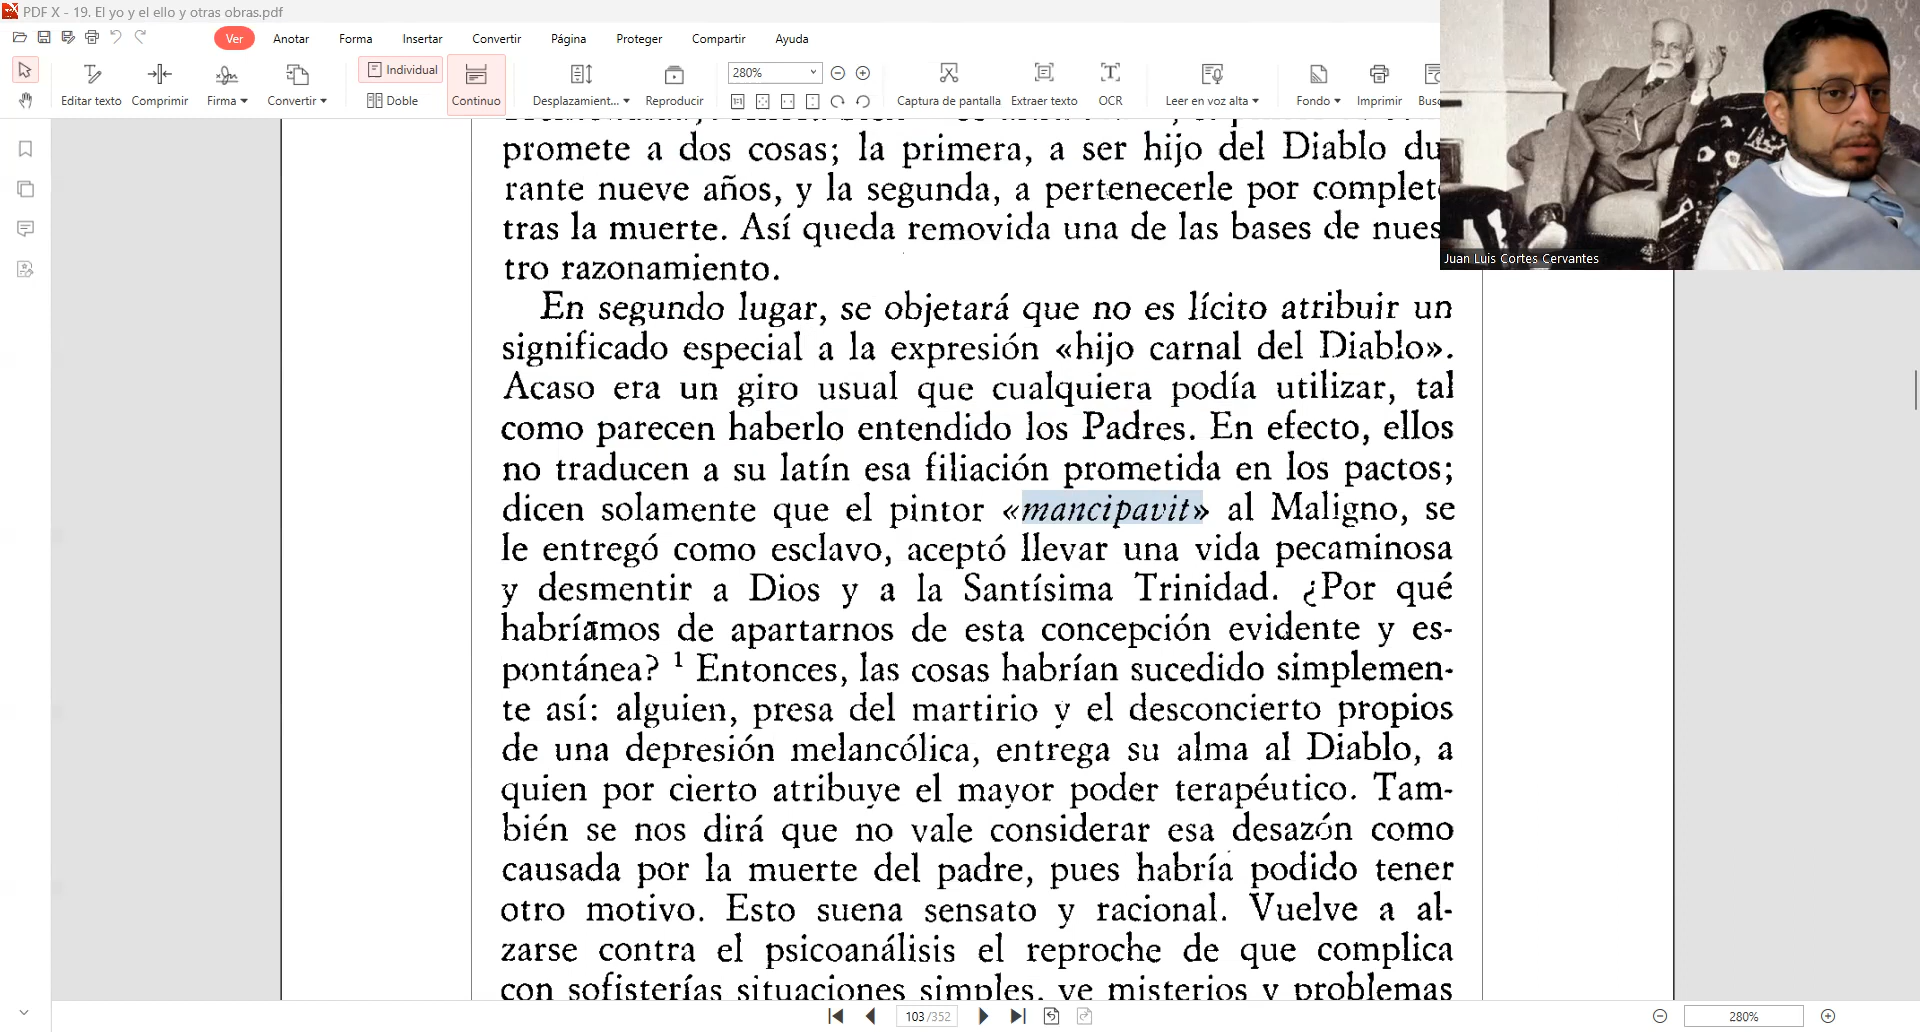 PDF X - 19. El yo y el ello y otras obras.pdf
Ver Anotar Forma Insertar Convertir Página Proteger Compartir Ayuda
Editar texto Comprimir Firma Convertir Individual Doble Continuo Desplazamient... Reproducir 280% Captura de pantalla Extraer texto OCR Leer en voz alta Fondo Imprimir Busc
Juan Luis Cortes Cervantes
promete a dos cosas; la primera, a ser hijo del Diablo du
rante nueve años, y la segunda, a pertenecerle por complet
tras la muerte. Así queda removida una de las bases de nues
tro razonamiento.
En segundo lugar, se objetará que no es lícito atribuir un
significado especial a la expresión «hijo carnal del Diablo».
Acaso era un giro usual que cualquiera podía utilizar, tal
como parecen haberlo entendido los Padres. En efecto, ellos
no traducen a su latín esa filiación prometida en los pactos;
dicen solamente que el pintor «mancipavit» al Maligno, se
le entregó como esclavo, aceptó llevar una vida pecaminosa
y desmentir a Dios y a la Santísima Trinidad. ¿Por qué
habríamos de apartarnos de esta concepción evidente y es-
pontánea? 1 Entonces, las cosas habrían sucedido simplemen-
te así: alguien, presa del martirio y el desconcierto propios
de una depresión melancólica, entrega su alma al Diablo, a
quien por cierto atribuye el mayor poder terapéutico. Tam-
bién se nos dirá que no vale considerar esa desazón como
causada por la muerte del padre, pues habría podido tener
otro motivo. Esto suena sensato y racional. Vuelve a al-
zarse contra el psicoanálisis el reproche de que complica
con sofisterías situaciones simples, ve misterios y problemas
103 /352
280%